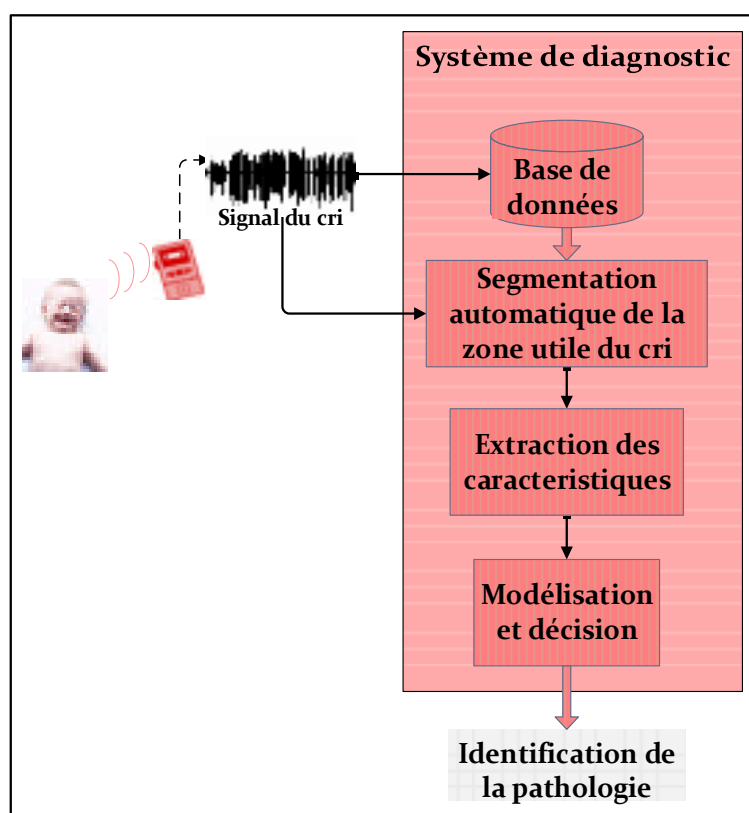 Système de diagnostic
Base de
données
Signal du cri
Segmentation
automatique de la
zone utile du cri
Extraction des
caracteristiques
Modélisation
et décision
Identification de
la pathologie